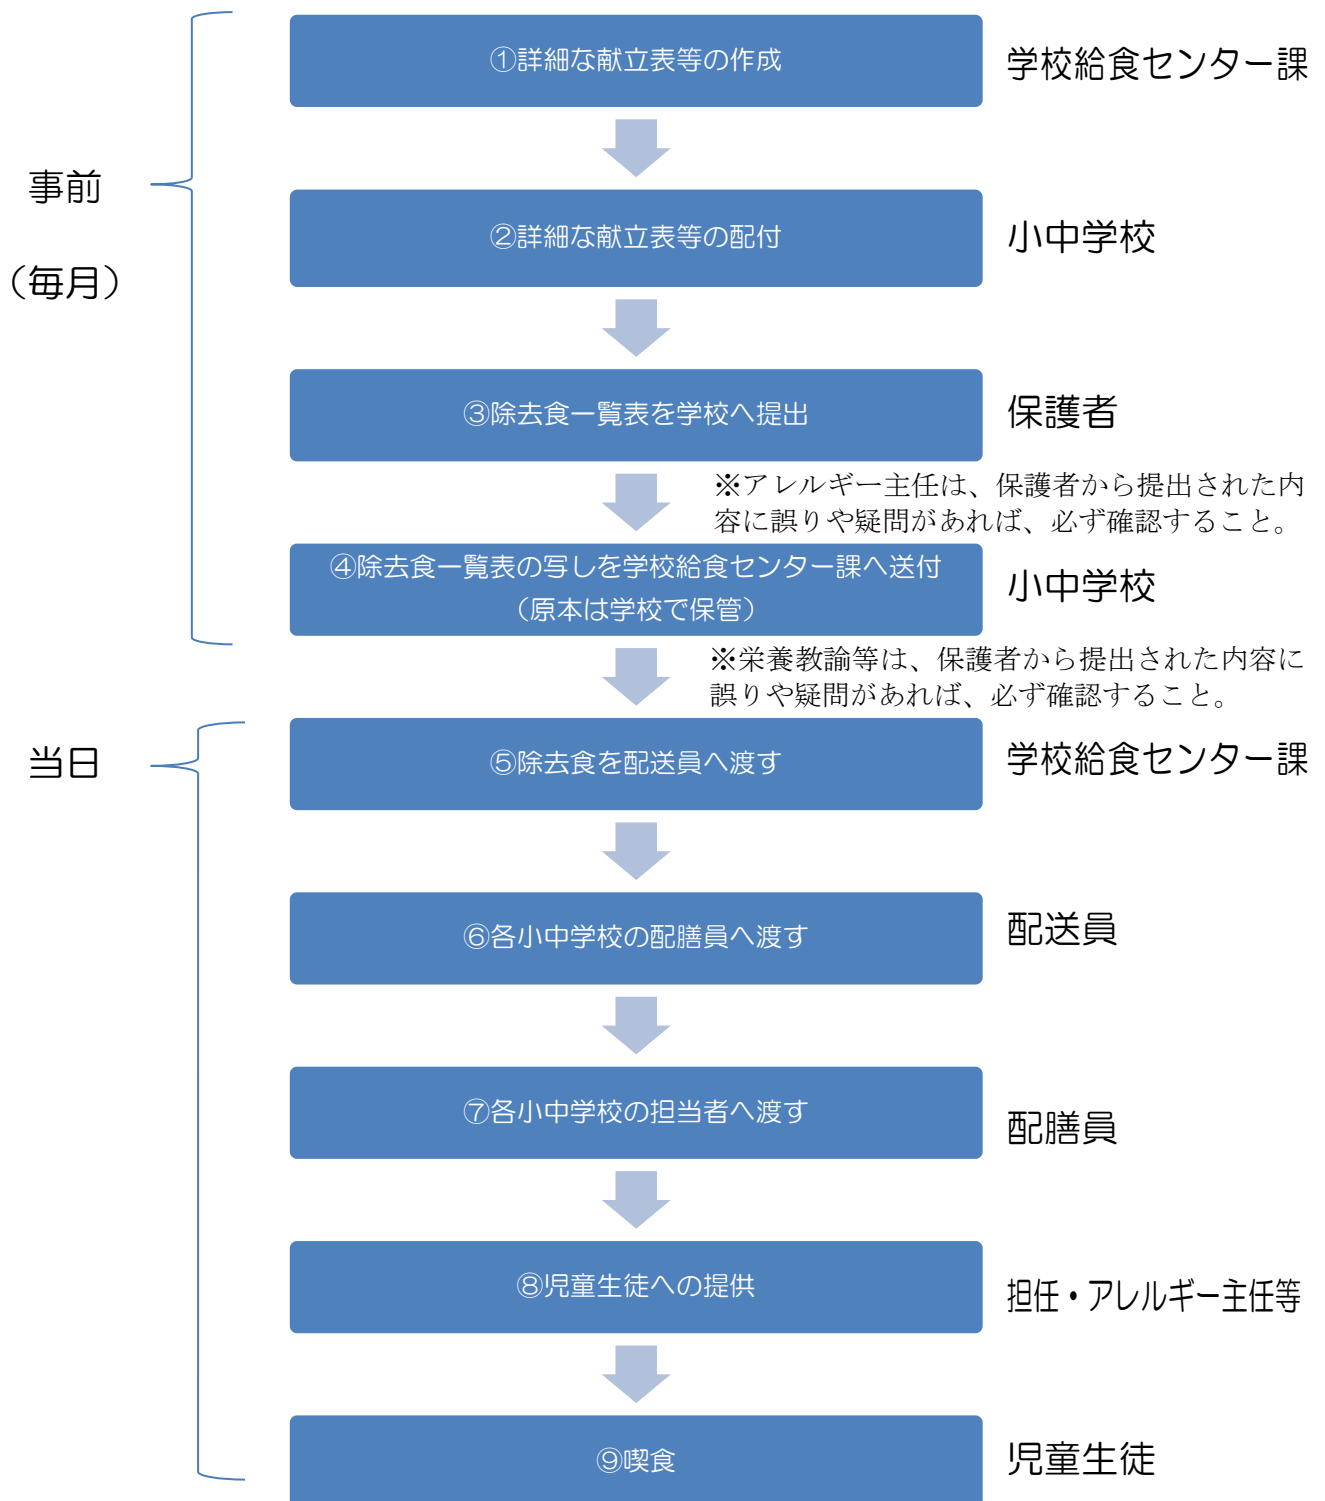 ①詳細な献立表等の作成
学校給食センター課
事前
（毎月）
②詳細な献立表等の配付
小中学校
③除去食一覧表を学校へ提出
保護者
※アレルギー主任は、保護者から提出された内
容に誤りや疑問があれば、必ず確認すること。
④除去食一覧表の写しを学校給食センター課へ送付
（原本は学校で保管）
小中学校
※栄養教諭等は、保護者から提出された内容に
誤りや疑問があれば、必ず確認すること。
当日
⑤除去食を配送員へ渡す
学校給食センター課
⑥各小中学校の配膳員へ渡す
配送員
⑦各小中学校の担当者へ渡す
配膳員
⑧児童生徒への提供
担任・アレルギー主任等
⑨喫食
児童生徒